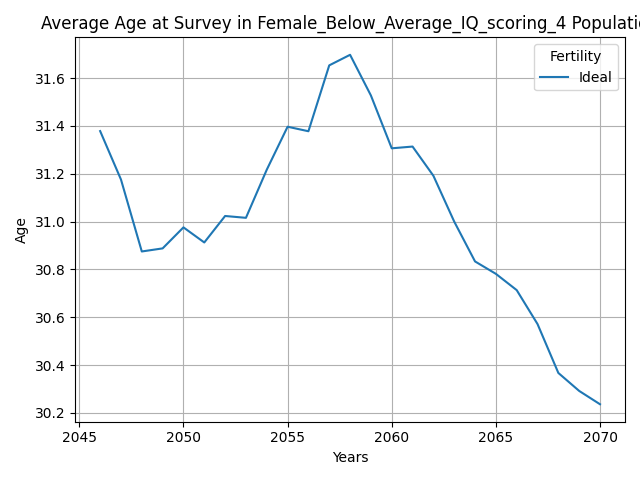 Average Age at Survey in Female_Below_Average_IQ_scoring_4
Fertility
Ideal
31.6
31.4
31.2
31.0
30.8
30.6
30.4
30.2
Age
2045 2050 2055 2060 2065 2070
Years